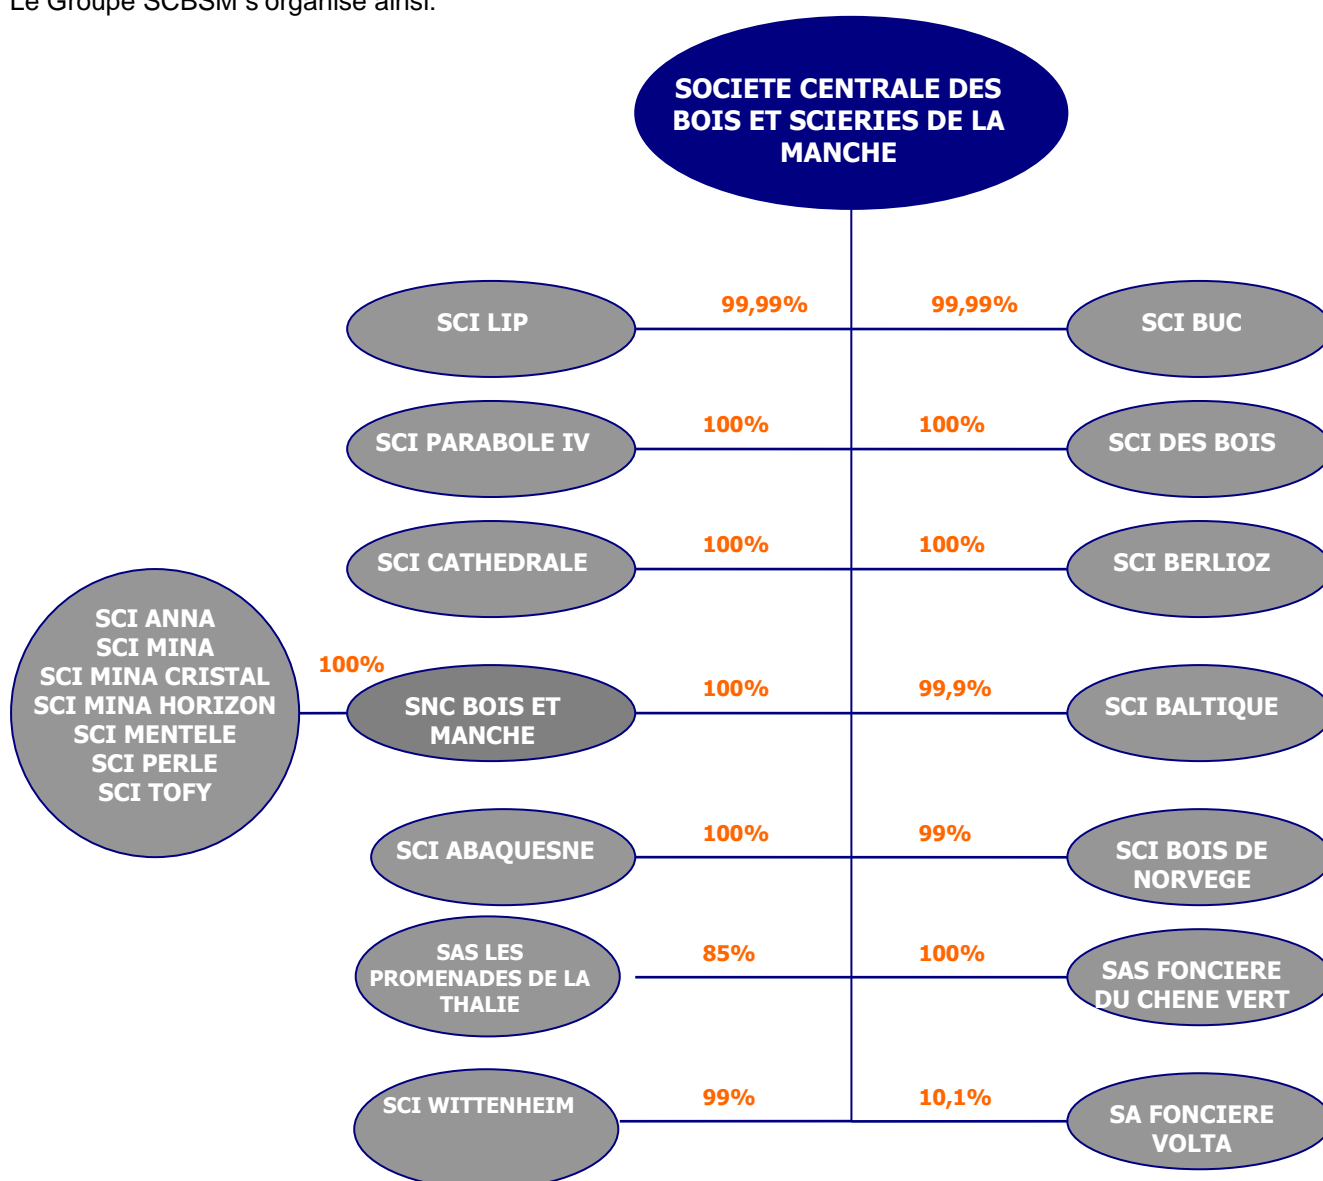 Le Groupe SCBSM s'organise ainsi:
SOCIETE CENTRALE DES
BOIS ET SCIERIES DE LA
MANCHE
SCI LIP
99,99%
99,99%
SCI BUC
SCI PARABOLE IV
100%
100%
SCI DES BOIS
SCI CATHEDRALE
100%
100%
SCI BERLIOZ
SCI ANNA
SCI MINA
SCI MINA CRISTAL
SCI MINA HORIZON
SCI MENTELE
SCI PERLE
SCI TOFY
100%
SNC BOIS ET
MANCHE
100%
99,9%
SCI BALTIQUE
SCI ABAQUESNE
100%
99%
SCI BOIS DE
NORVEGE
SAS LES
PROMENADES DE LA
THALIE
85%
100%
SAS FONCIERE
DU CHENE VERT
SCI WITTENHEIM
99%
10,1%
SA FONCIERE
VOLTA